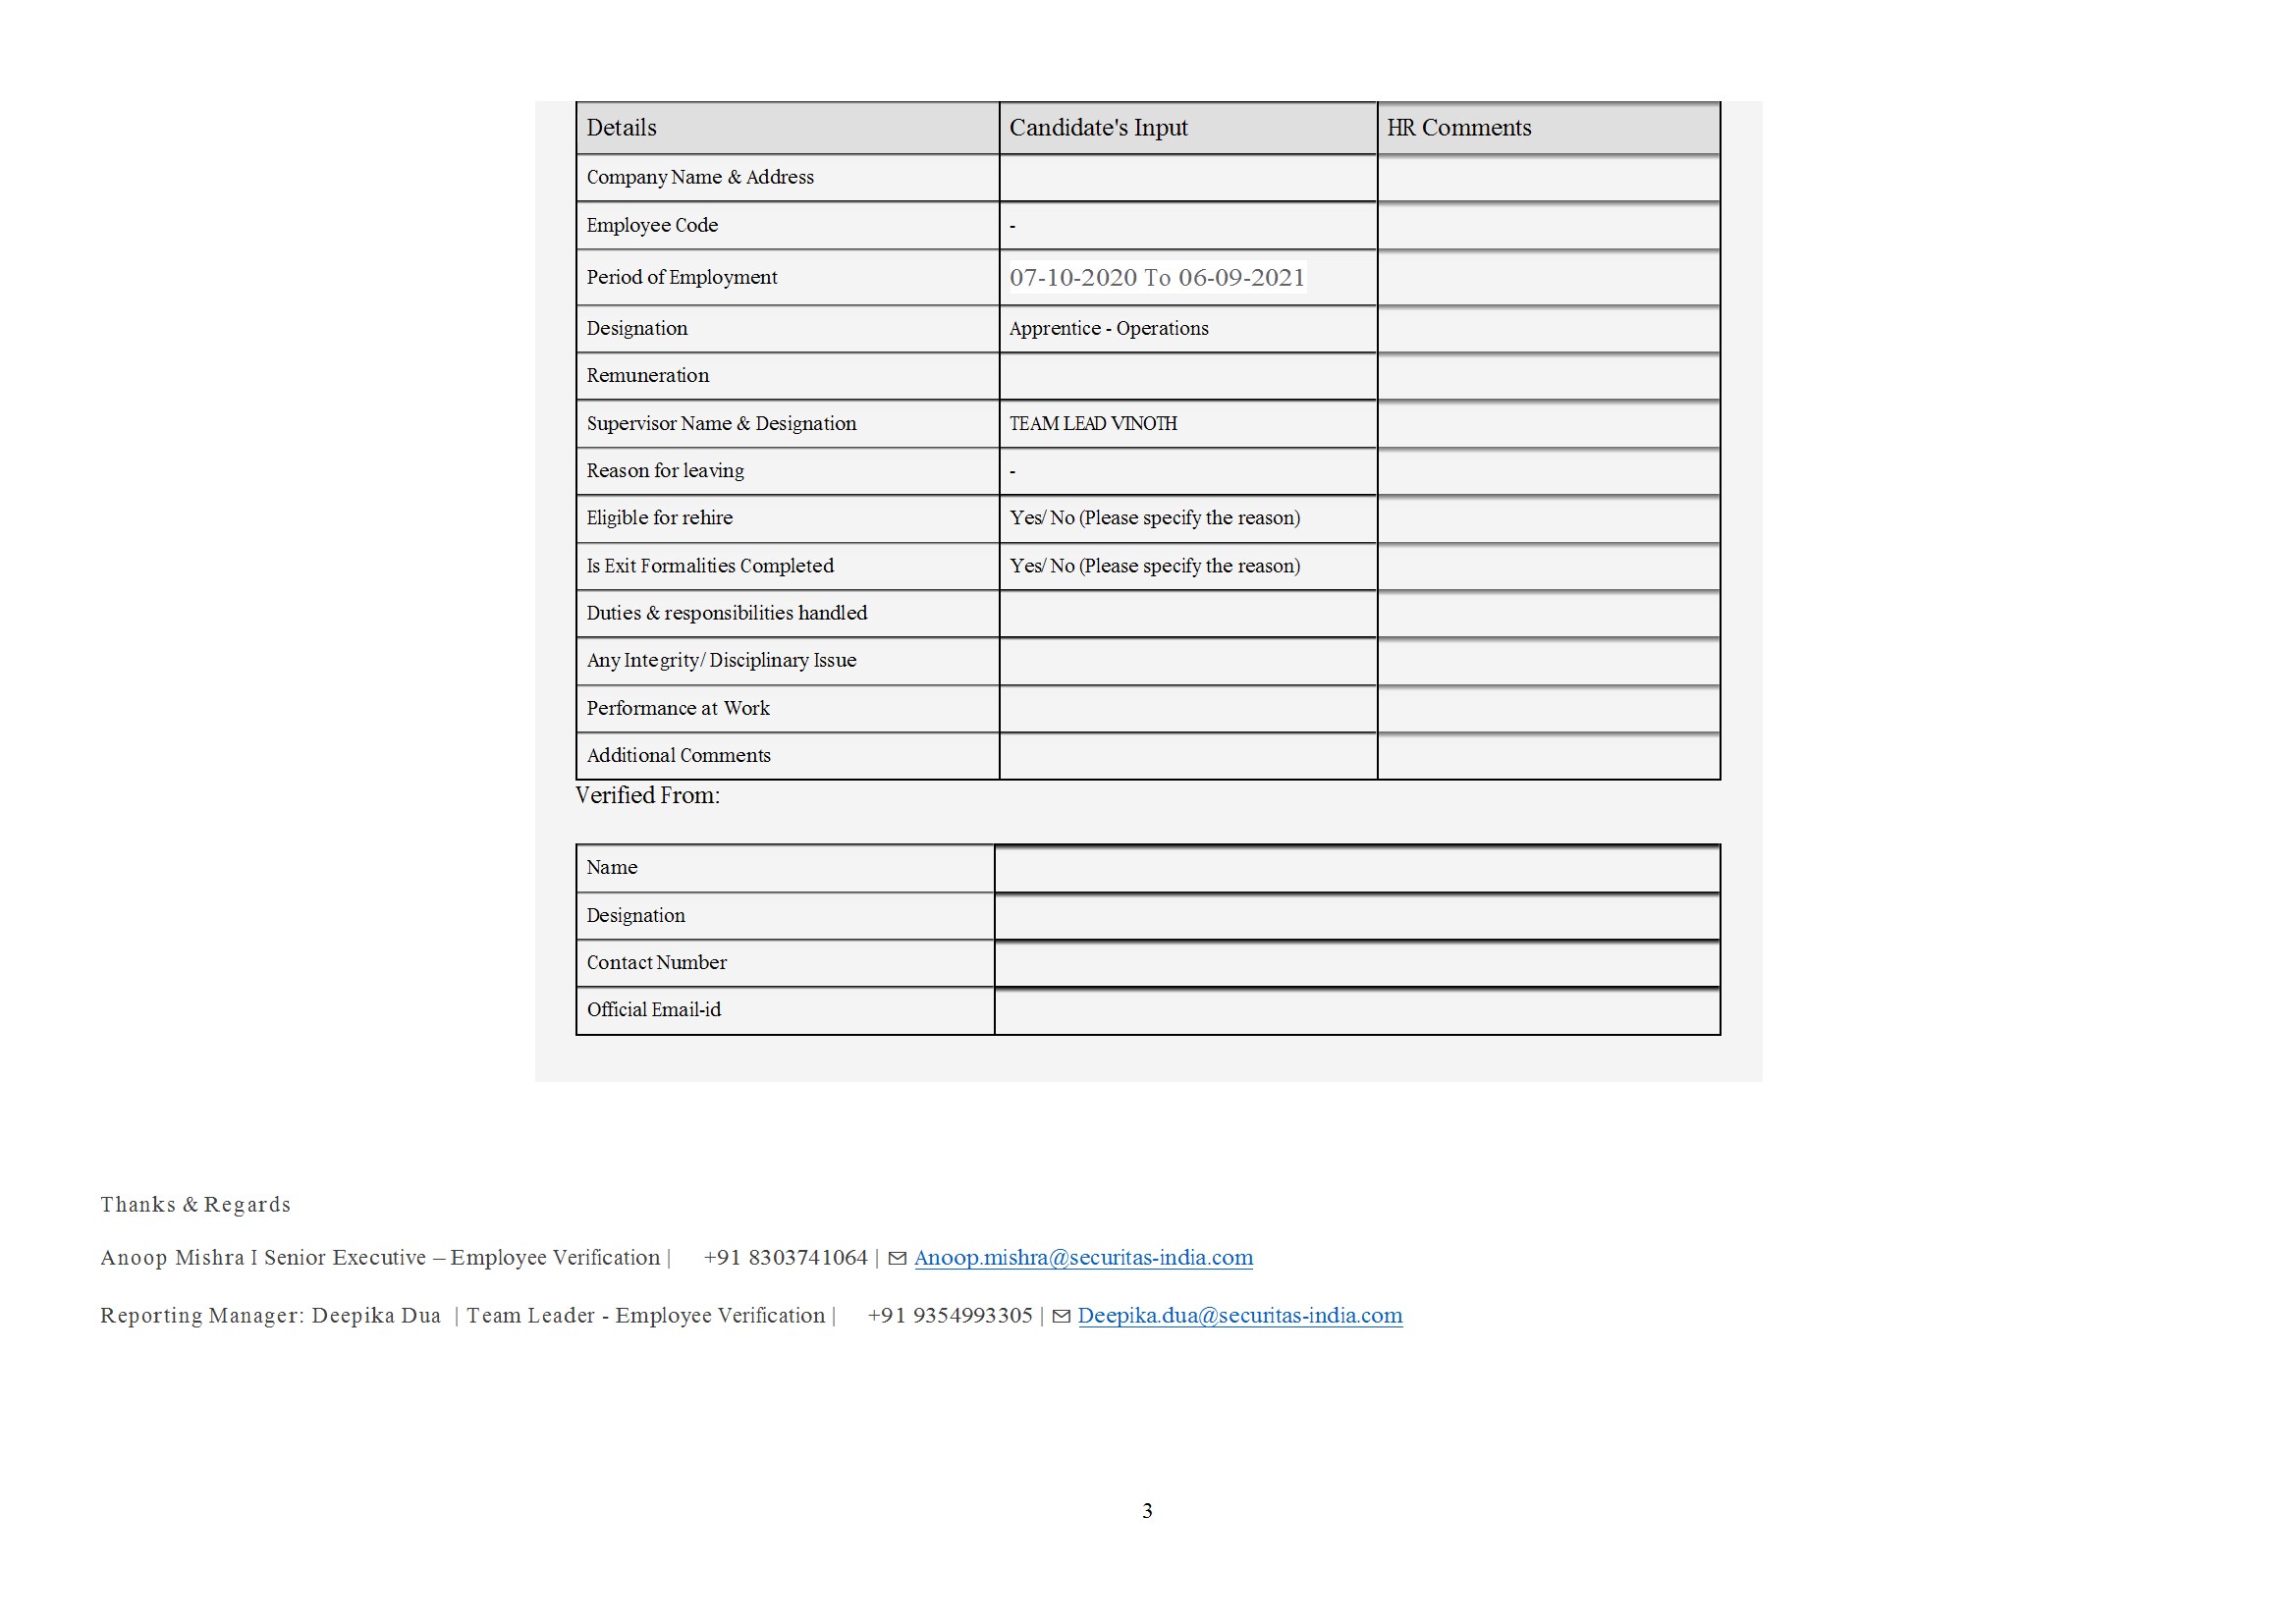 Details Candidate's Input HR Comments
Company Name & Address
Employee Code -
Period of Employment 07-10-2020 To 06-09-2021
Designation Apprentice - Operations
Remuneration
Supervisor Name & Designation TEAM LEAD VINOTH
Reason for leaving -
Eligible for rehire Yes/ No (Please specify the reason)
Is Exit Formalities Completed Yes/ No (Please specify the reason)
Duties & responsibilities handled
Any Integrity/ Disciplinary Issue
Performance at Work
Additional Comments
Verified From:
Name
Designation
Contact Number
Official Email-id
Thanks & Regards
Anoop Mishra I Senior Executive – Employee Verification | +91 8303741064 | Anoop.mishra@securitas-india.com
Reporting Manager: Deepika Dua | Team Leader - Employee Verification | +91 9354993305 | Deepika.dua@securitas-india.com
3